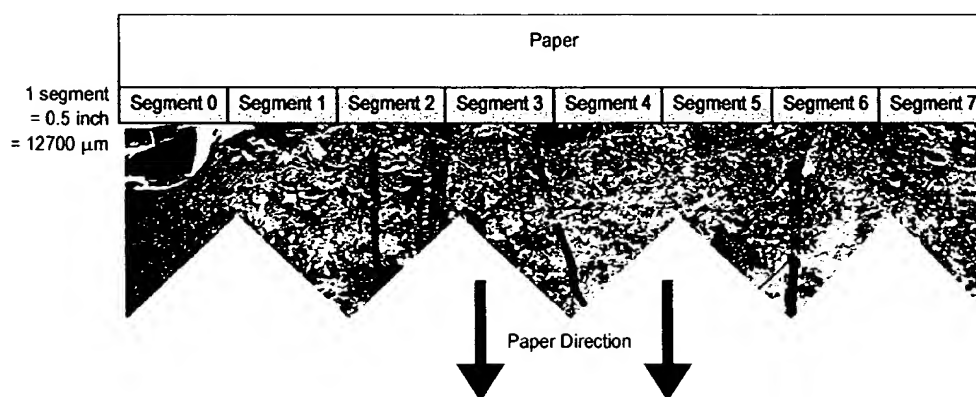 Paper
1 segment
= 0.5 inch
= 12700 µm
Segment 0 Segment 1 Segment 2 Segment 3 Segment 4 Segment 5 Segment 6 Segment 7
Paper Direction